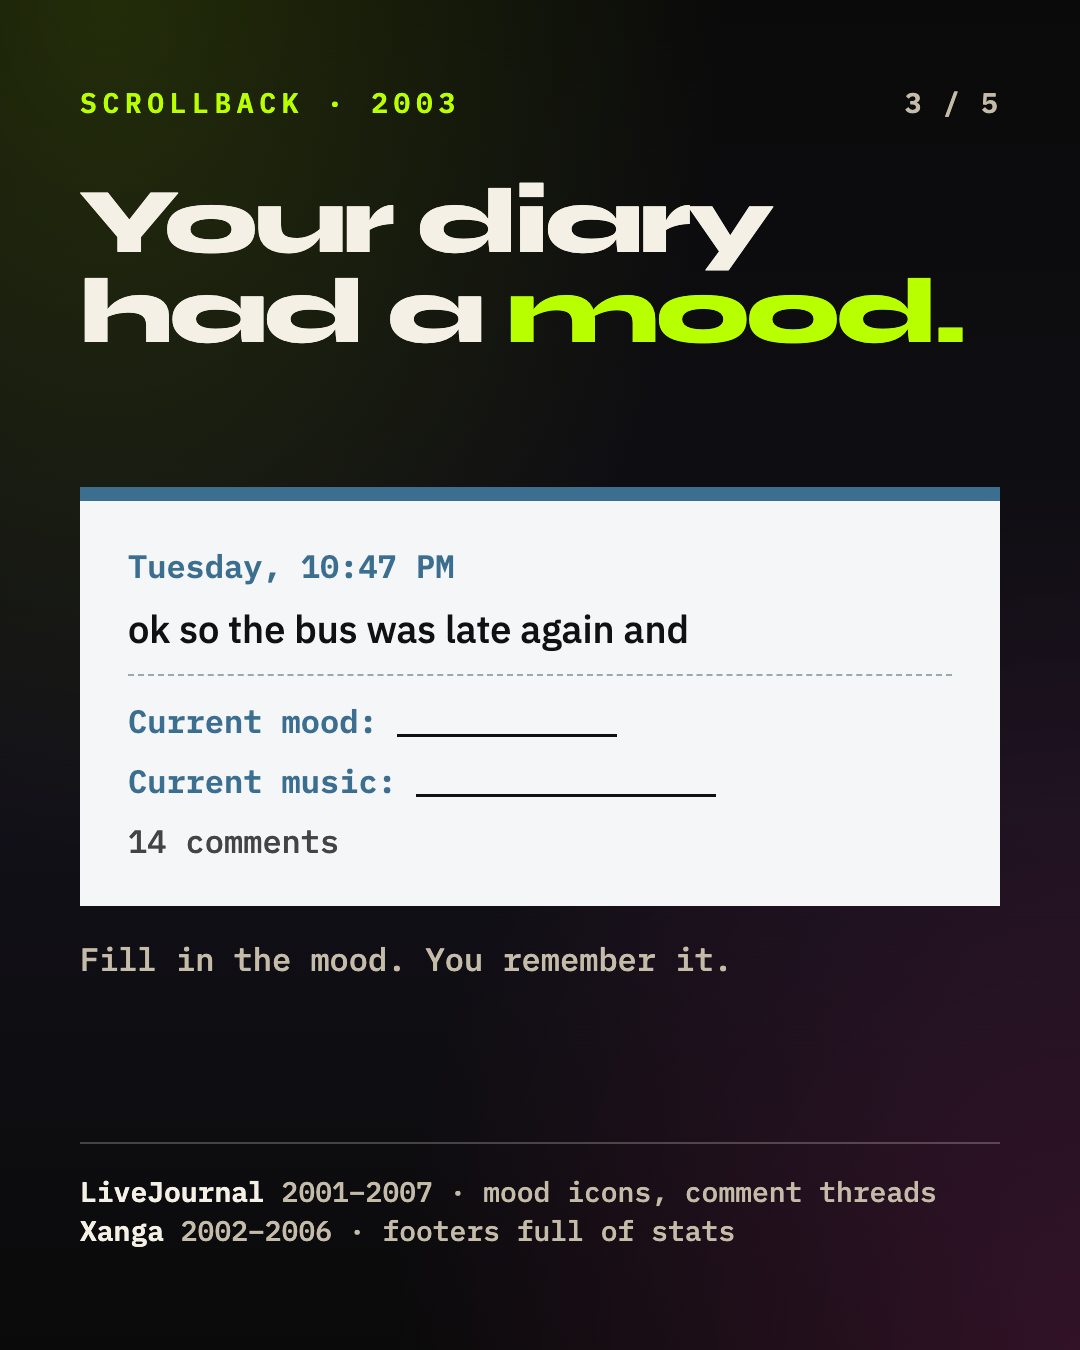 SCROLLBACK · 2003
3 / 5
Your diary
had a mood.
Tuesday, 10:47 PM
ok so the bus was late again and
Current mood:
Current music:
14 comments
Fill in the mood. You remember it.
LiveJournal 2001–2007 · mood icons, comment threads
Xanga 2002–2006 · footers full of stats